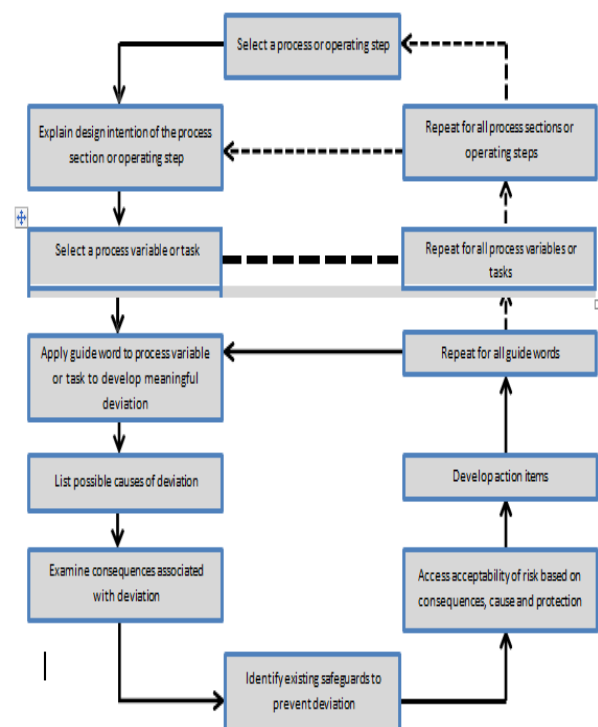 Select a process or operating step
Explain design intention of the process
section or operating step
Repeat for all process sections or
operating steps
Select a process variable or task
Repeat for all process variables or
tasks
Apply guide word to process variable
or task to develop meaningful
deviation
Repeat for all guide words
List possible causes of deviation
Develop action items
Examine consequences associated
with deviation
Access acceptability of risk based on
consequences, cause and protection
Identify existing safeguards to
prevent deviation